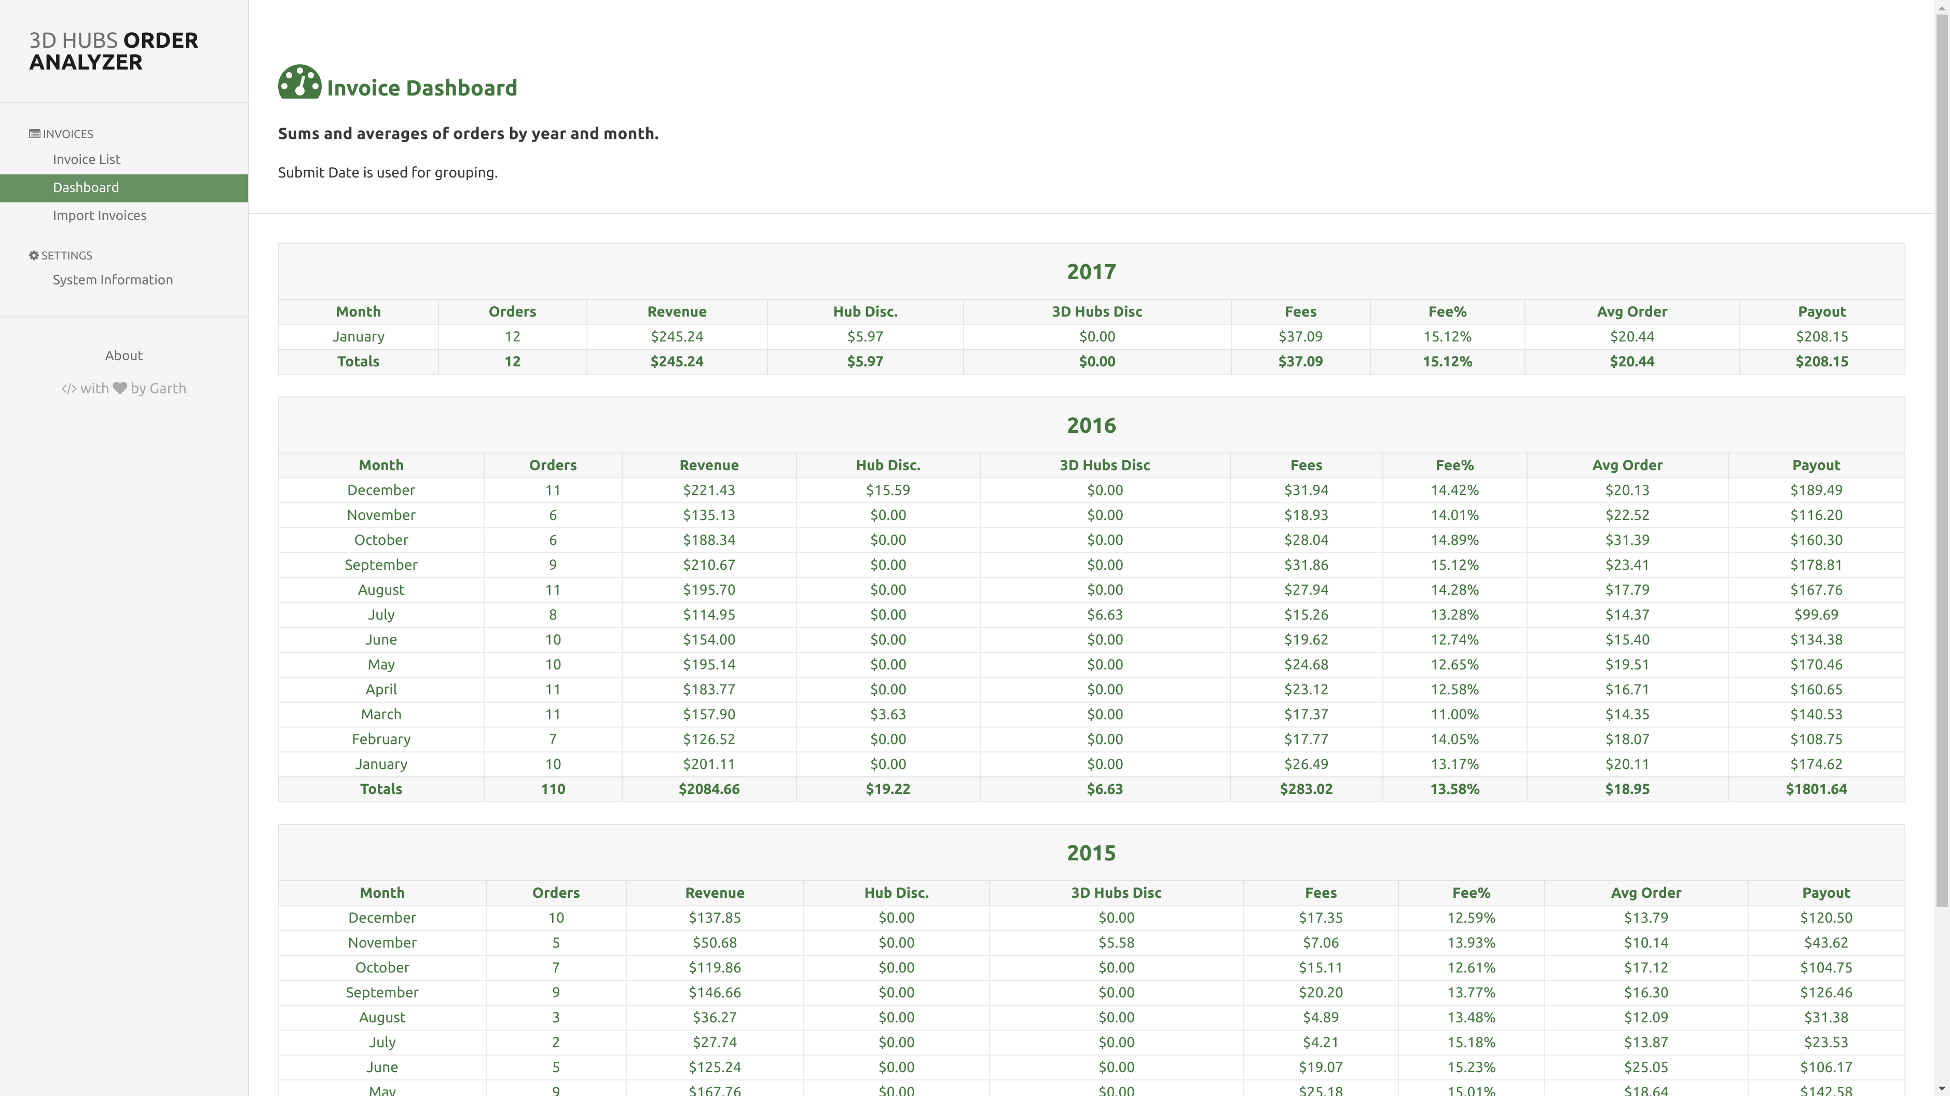 3D HUBS ORDER
ANALYZER
INVOICES
Invoice List
Dashboard
Import Invoices
SETTINGS
System Information
About
</> with by Garth
Invoice Dashboard
Sums and averages of orders by year and month.
Submit Date is used for grouping.
2017
Month Orders Revenue Hub Disc. 3D Hubs Disc Fees Fee% Avg Order Payout
January 12 $245.24 $5.97 $0.00 $37.09 15.12% $20.44 $208.15
Totals 12 $245.24 $5.97 $0.00 $37.09 15.12% $20.44 $208.15
2016
Month Orders Revenue Hub Disc. 3D Hubs Disc Fees Fee% Avg Order Payout
December 11 $221.43 $15.59 $0.00 $31.94 14.42% $20.13 $189.49
November 6 $135.13 $0.00 $0.00 $18.93 14.01% $22.52 $116.20
October 6 $188.34 $0.00 $0.00 $28.04 14.89% $31.39 $160.30
September 9 $210.67 $0.00 $0.00 $31.86 15.12% $23.41 $178.81
August 11 $195.70 $0.00 $0.00 $27.94 14.28% $17.79 $167.76
July 8 $114.95 $0.00 $6.63 $15.26 13.28% $14.37 $99.69
June 10 $154.00 $0.00 $0.00 $19.62 12.74% $15.40 $134.38
May 10 $195.14 $0.00 $0.00 $24.68 12.65% $19.51 $170.46
April 11 $183.77 $0.00 $0.00 $23.12 12.58% $16.71 $160.65
March 11 $157.90 $3.63 $0.00 $17.37 11.00% $14.35 $140.53
February 7 $126.52 $0.00 $0.00 $17.77 14.05% $18.07 $108.75
January 10 $201.11 $0.00 $0.00 $26.49 13.17% $20.11 $174.62
Totals 110 $2084.66 $19.22 $6.63 $283.02 13.58% $18.95 $1801.64
2015
Month Orders Revenue Hub Disc. 3D Hubs Disc Fees Fee% Avg Order Payout
December 10 $137.85 $0.00 $0.00 $17.35 12.59% $13.79 $120.50
November 5 $50.68 $0.00 $5.58 $7.06 13.93% $10.14 $43.62
October 7 $119.86 $0.00 $0.00 $15.11 12.61% $17.12 $104.75
September 9 $146.66 $0.00 $0.00 $20.20 13.77% $16.30 $126.46
August 3 $36.27 $0.00 $0.00 $4.89 13.48% $12.09 $31.38
July 2 $27.74 $0.00 $0.00 $4.21 15.18% $13.87 $23.53
June 5 $125.24 $0.00 $0.00 $19.07 15.23% $25.05 $106.17
May 9 $167.76 $0.00 $0.00 $25.18 15.01% $18.64 $142.58